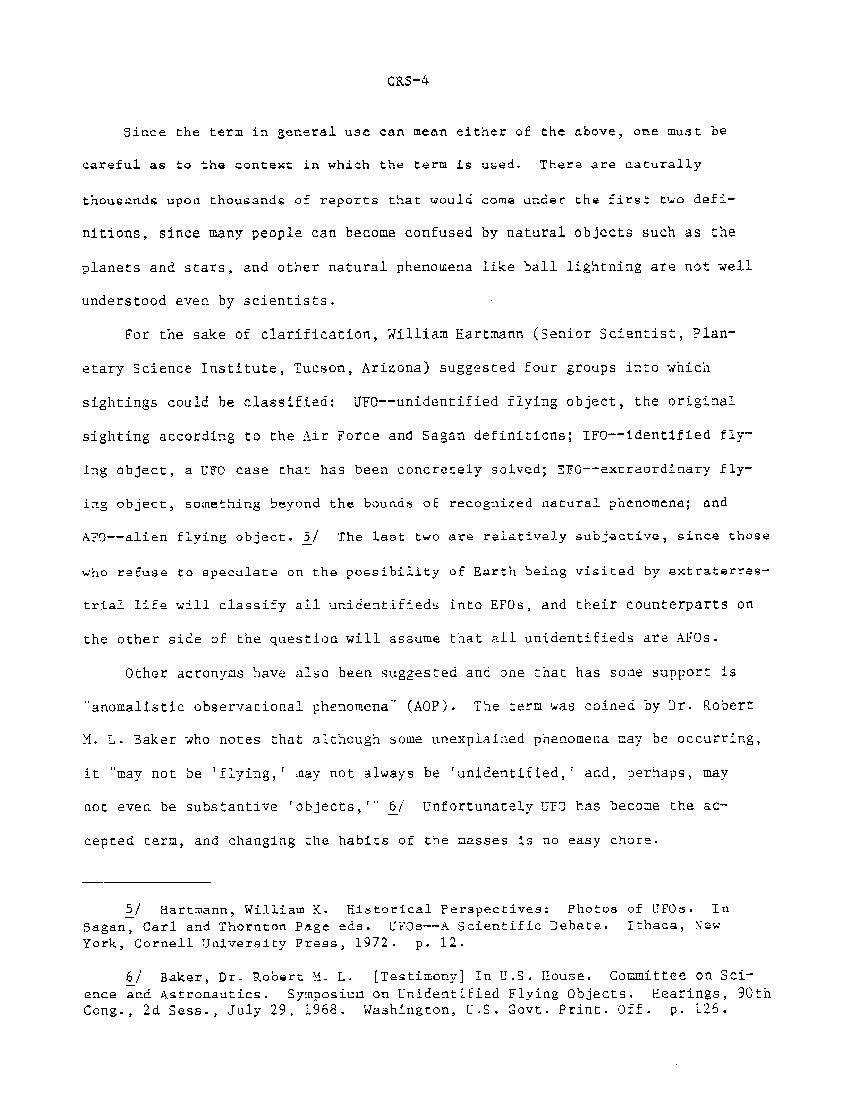 CRS-4
Since the term in general use can mean either of the above, one must be
careful as to the context in which the term is used. There are naturally
thousands upon thousands of reports that would come under the first two defi-
nitions, since many people can become confused by natural objects such as the
planets and stars, and other natural phenomena like ball lightning are not well
understood even by scientists.
For the sake of clarification, William Hartmann (Senior Scientist, Plan-
etary Science Institute, Tucson, Arizona) suggested four groups into which
sightings could be classified: UFO--unidentified flying object, the original
sighting according to the Air Force and Sagan definitions; IFO--identified fly-
ing object, a UFO case that has been concretely solved; EFO--extraordinary fly-
ing object, something beyond the bounds of recognized natural phenomena; and
AFO--alien flying object. 5/ The last two are relatively subjective, since those
who refuse to speculate on the possibility of Earth being visited by extraterres-
trial life will classify all unidentifieds into EFOs, and their counterparts on
the other side of the question will assume that all unidentifieds are AFOs.
Other acronyms have also been suggested and one that has some support is
"anomalistic observational phenomena" (AOP). The term was coined by Dr. Robert
M. L. Baker who notes that although some unexplained phenomena may be occurring,
it "may not be 'flying,' may not always be 'unidentified,' and, perhaps, may
not even be substantive 'objects,'" 6/ Unfortunately UFO has become the ac-
cepted term, and changing the habits of the masses is no easy chore.
5/ Hartmann, William K. Historical Perspectives: Photos of UFOs. In
Sagan, Carl and Thornton Page eds. UFOs--A Scientific Debate. Ithaca, New
York, Cornell University Press, 1972. p. 12.
6/ Baker, Dr. Robert M. L. [Testimony] In U.S. House. Committee on Sci-
ence and Astronautics. Symposium on Unidentified Flying Objects. Hearings, 90th
Cong., 2d Sess., July 29, 1968. Washington, U.S. Govt. Print. Off. p. 126.